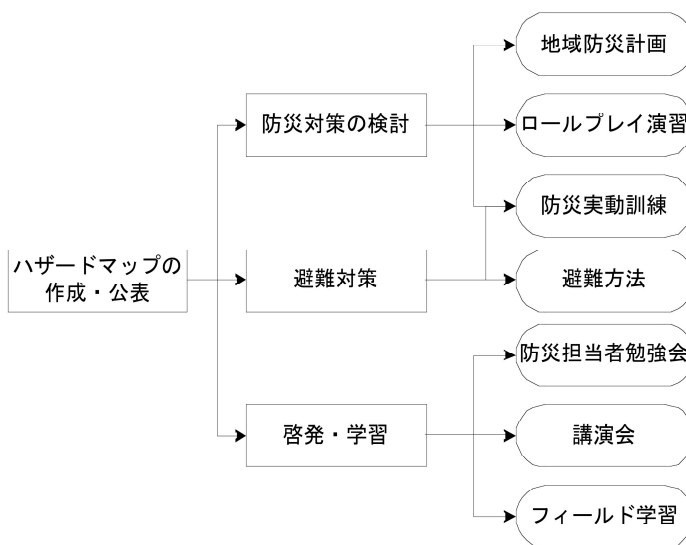 地域防災計画
防災対策の検討
ロールプレイ演習
防災実動訓練
ハザードマップの
作成・公表
避難対策
避難方法
防災担当者勉強会
啓発・学習
講演会
フィールド学習